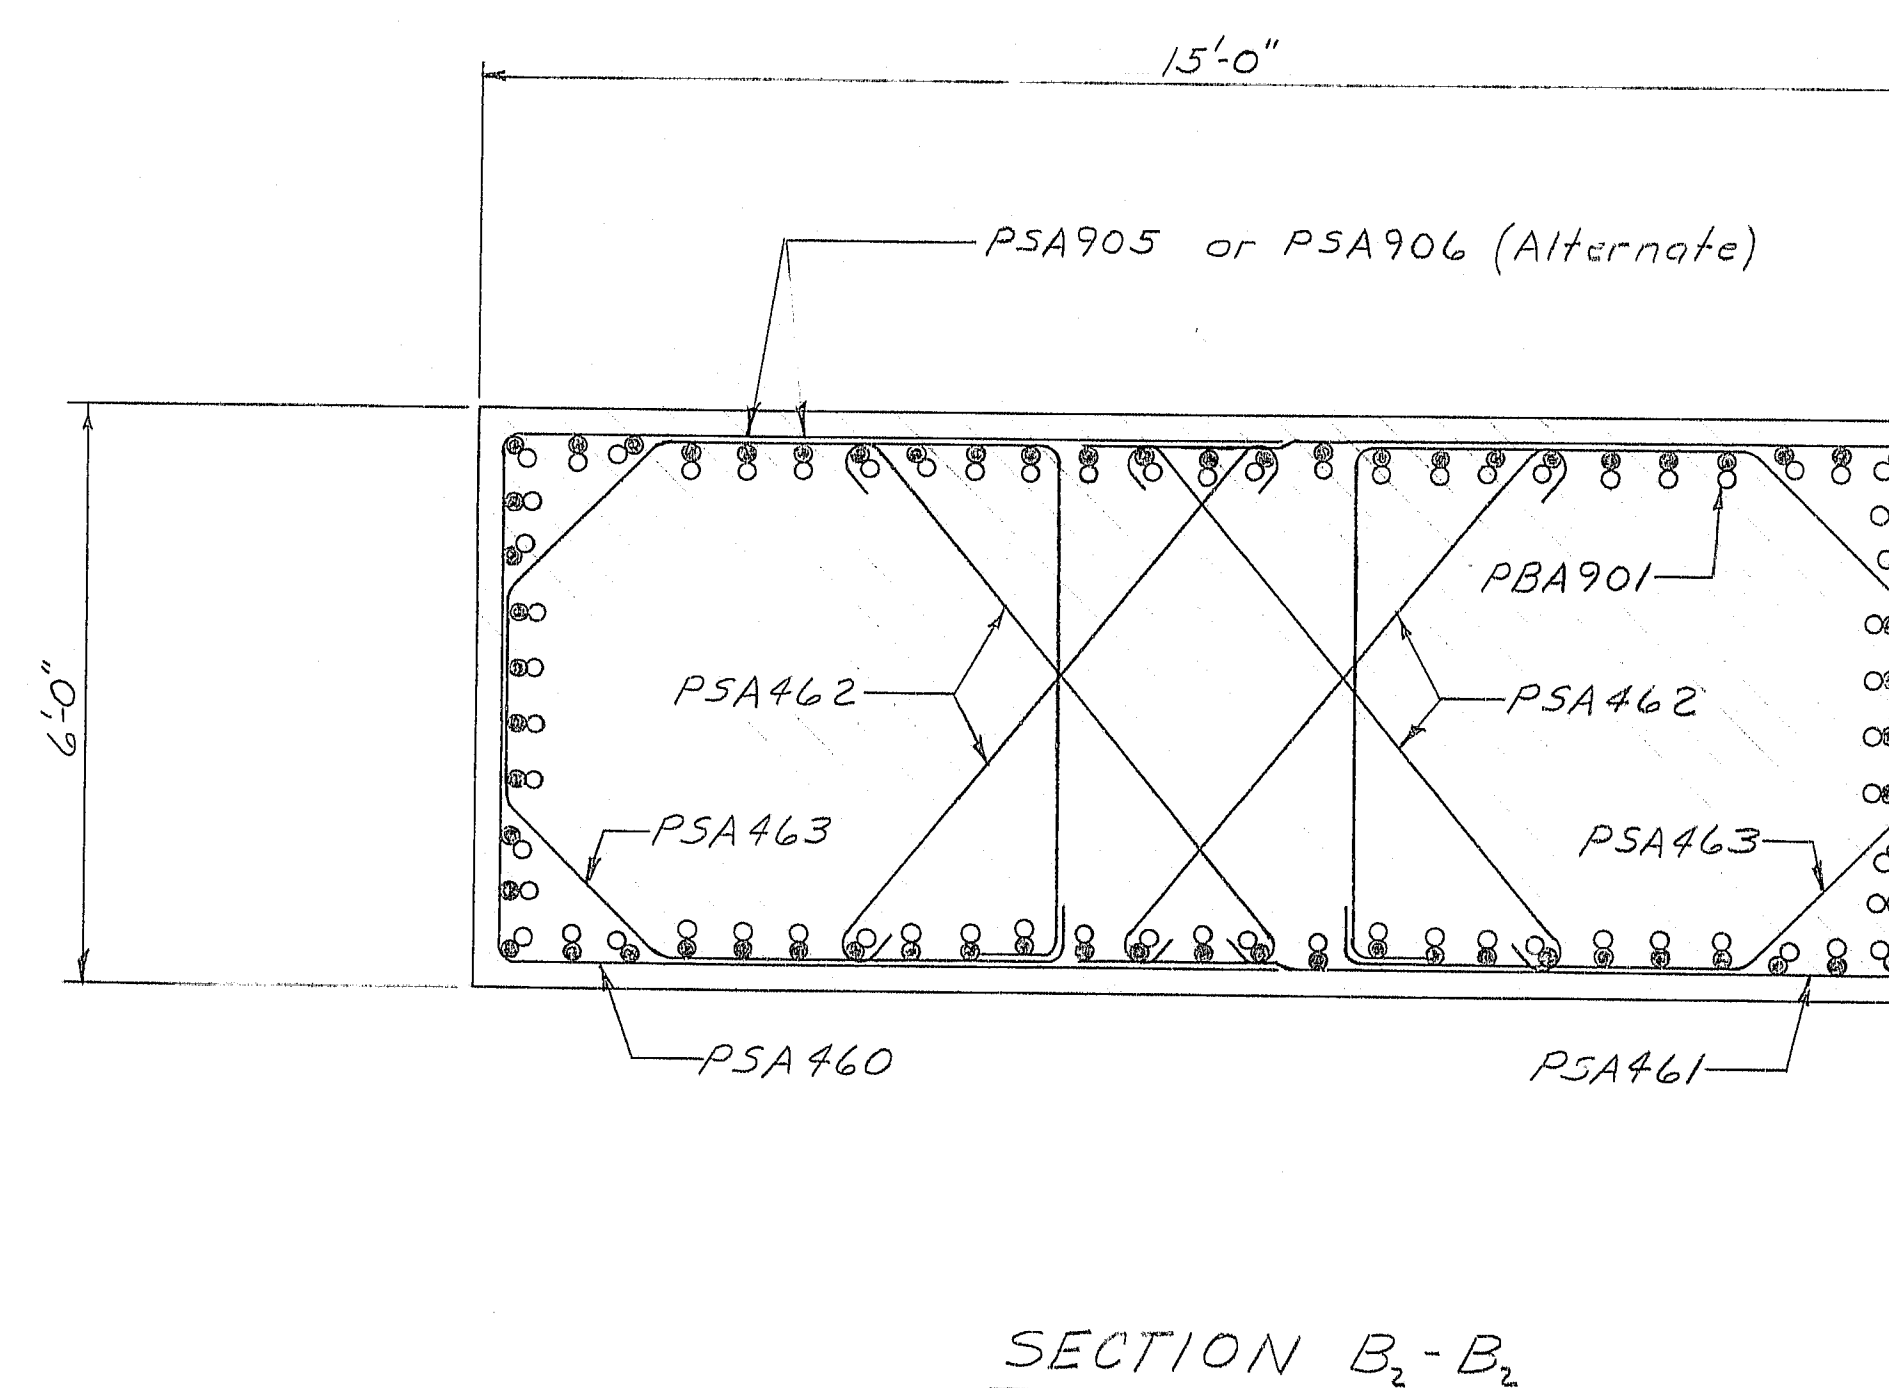 15'-0"
PSA905 or PSA906 (Alternate)
PBA901
6'-0"
PSA462
PSA462
PSA463
PSA463
PSA460
PSA461
SECTION B₂-B₂